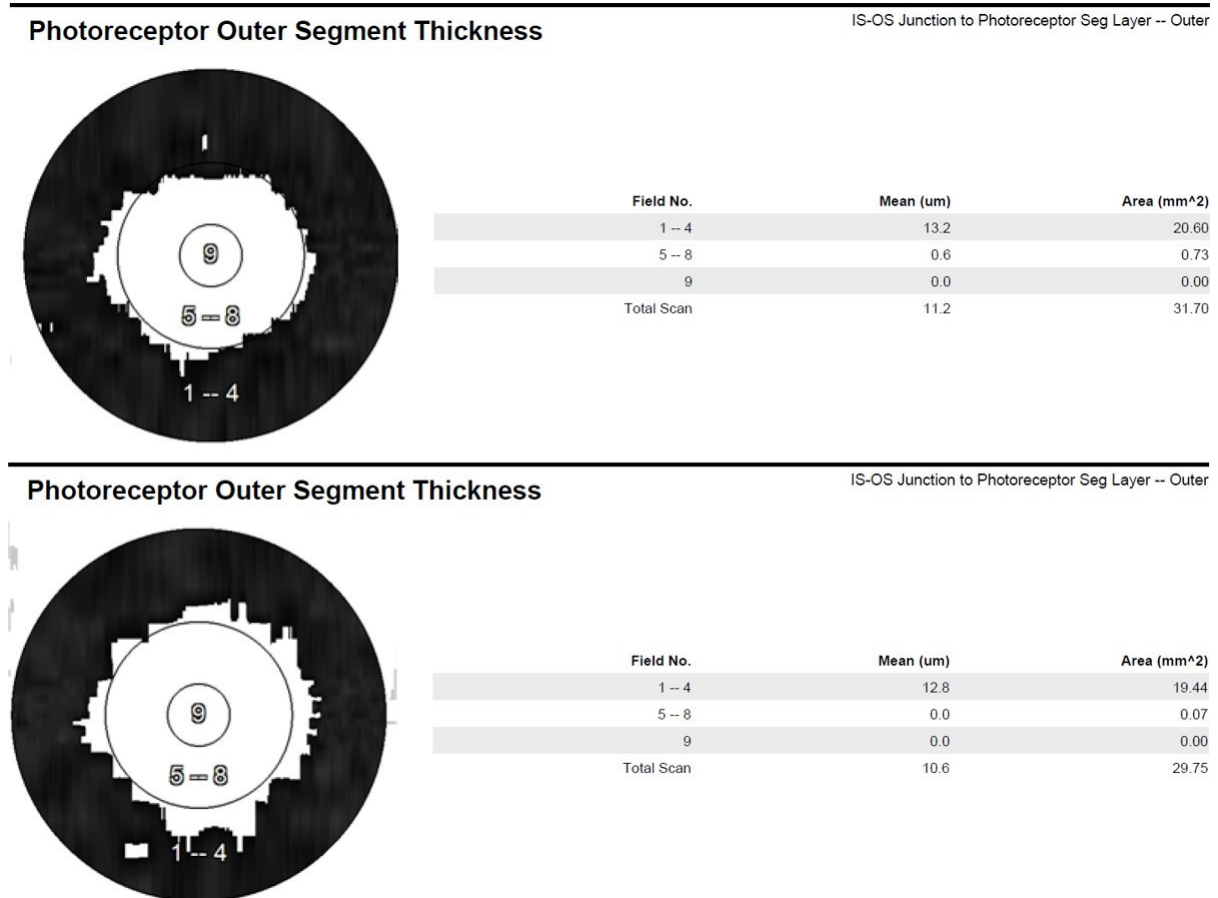 Photoreceptor Outer Segment Thickness
IS-OS Junction to Photoreceptor Seg Layer -- Outer
9
5 -- 8
1 -- 4
Field No. Mean (um) Area (mm^2)
1 -- 4 13.2 20.60
5 -- 8 0.6 0.73
9 0.0 0.00
Total Scan 11.2 31.70
Photoreceptor Outer Segment Thickness
IS-OS Junction to Photoreceptor Seg Layer -- Outer
9
5 -- 8
1 -- 4
Field No. Mean (um) Area (mm^2)
1 -- 4 12.8 19.44
5 -- 8 0.0 0.07
9 0.0 0.00
Total Scan 10.6 29.75